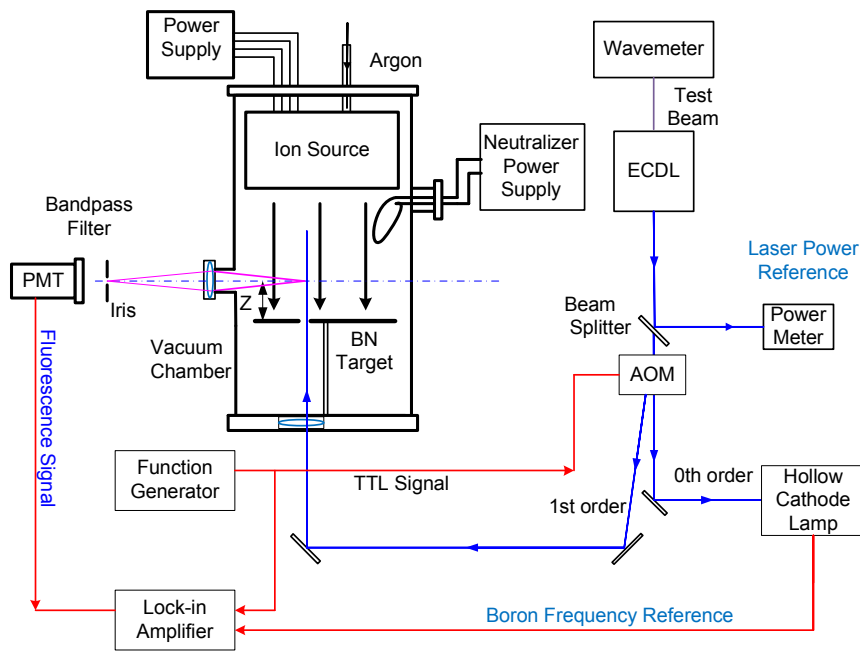 Power
Supply
Argon
Wavemeter
Test
Beam
Ion Source
Neutralizer
Power
Supply
ECDL
Bandpass
Filter
Laser Power
Reference
PMT
Iris
Z
Beam
Splitter
Power
Meter
BN
Target
Vacuum
Chamber
AOM
Fluorescence Signal
Function
Generator
TTL Signal
1st order
0th order
Hollow
Cathode
Lamp
Lock-in
Amplifier
Boron Frequency Reference